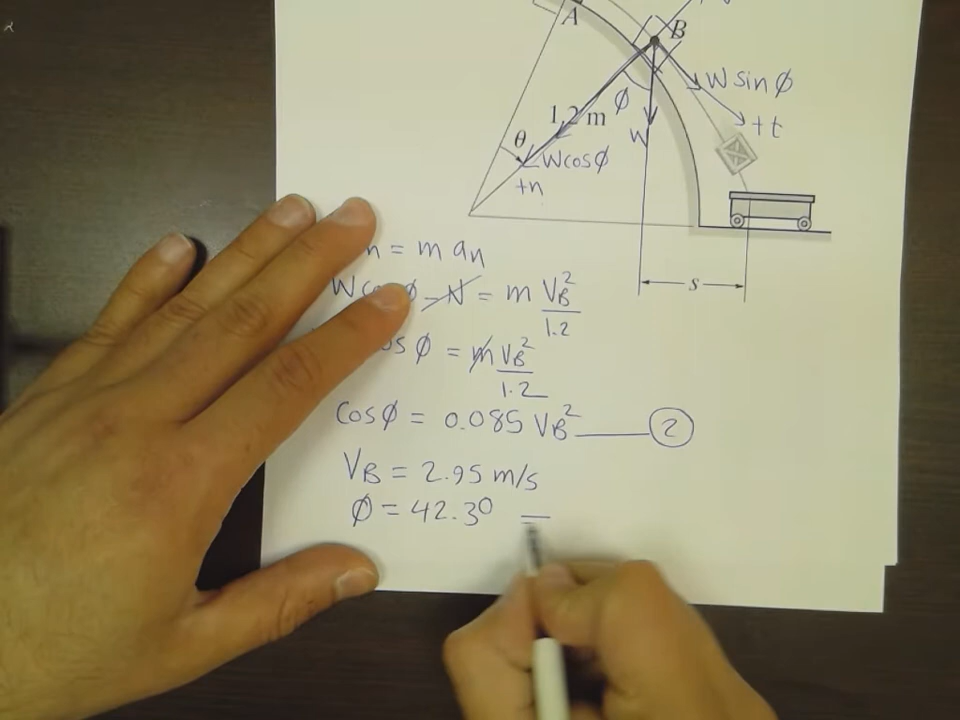 A
B
W sin ϕ
+t
1.2 m
ϕ
W
θ
Wcosϕ
+n
s
n = m an
W cos ϕ - N = m VB² / 1.2
os ϕ = m VB² / 1.2
cos ϕ = 0.085 VB² 2
VB = 2.95 m/s
ϕ = 42.3°